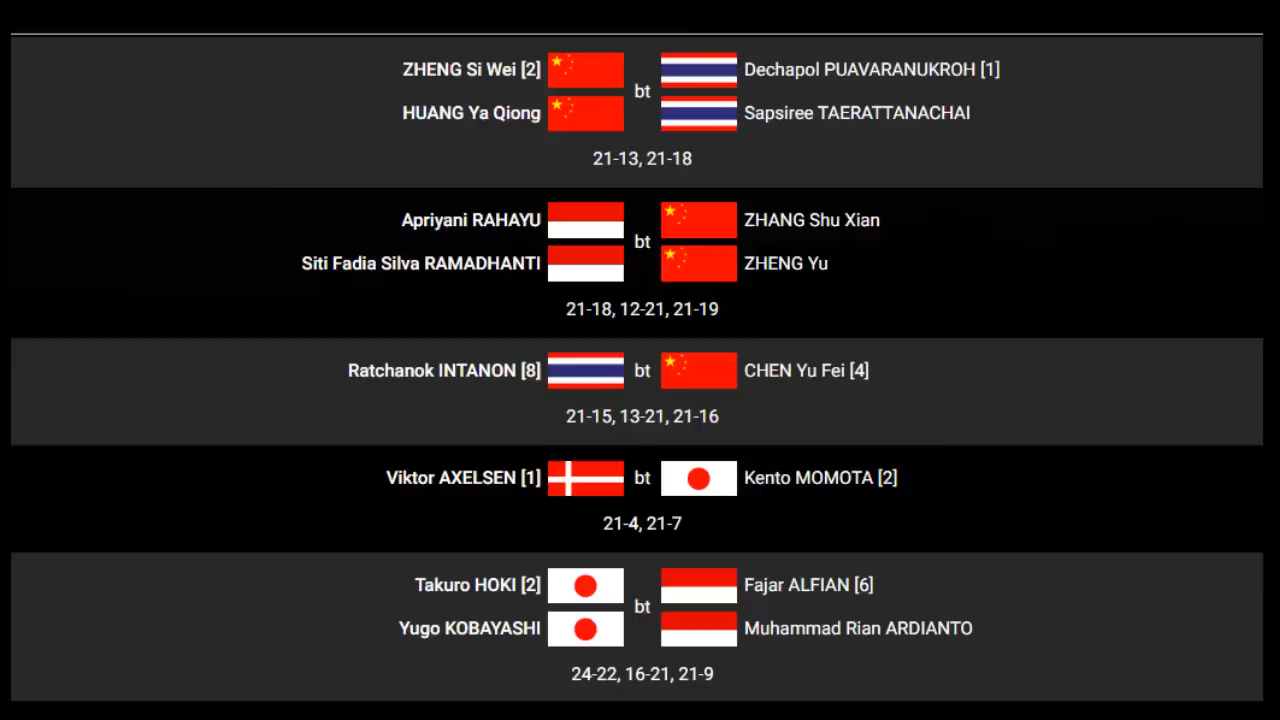 ZHENG Si Wei [2] Dechapol PUAVARANUKROH [1]
bt
HUANG Ya Qiong Sapsiree TAERATTANACHAI
21-13, 21-18
Apriyani RAHAYU ZHANG Shu Xian
bt
Siti Fadia Silva RAMADHANTI ZHENG Yu
21-18, 12-21, 21-19
Ratchanok INTANON [8] bt CHEN Yu Fei [4]
21-15, 13-21, 21-16
Viktor AXELSEN [1] bt Kento MOMOTA [2]
21-4, 21-7
Takuro HOKI [2] Fajar ALFIAN [6]
bt
Yugo KOBAYASHI Muhammad Rian ARDIANTO
24-22, 16-21, 21-9